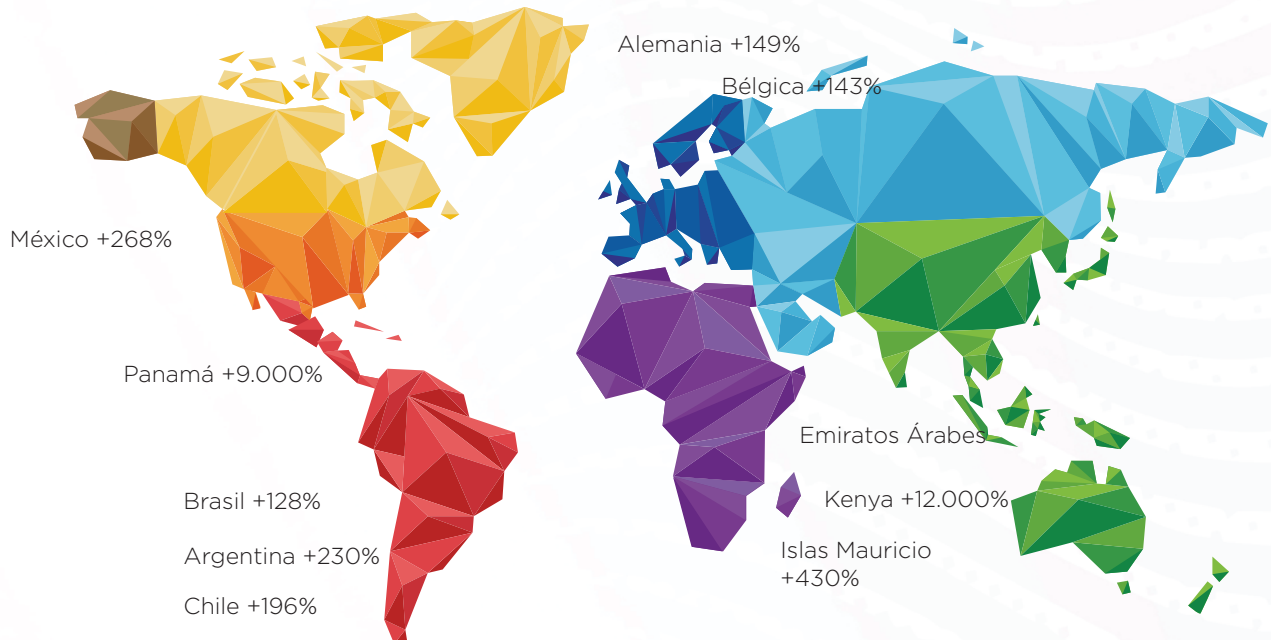 Alemania +149%
Bélgica +143%
México +268%
Panamá +9.000%
Emiratos Árabes
Brasil +128%
Kenya +12.000%
Argentina +230%
Islas Mauricio
+430%
Chile +196%